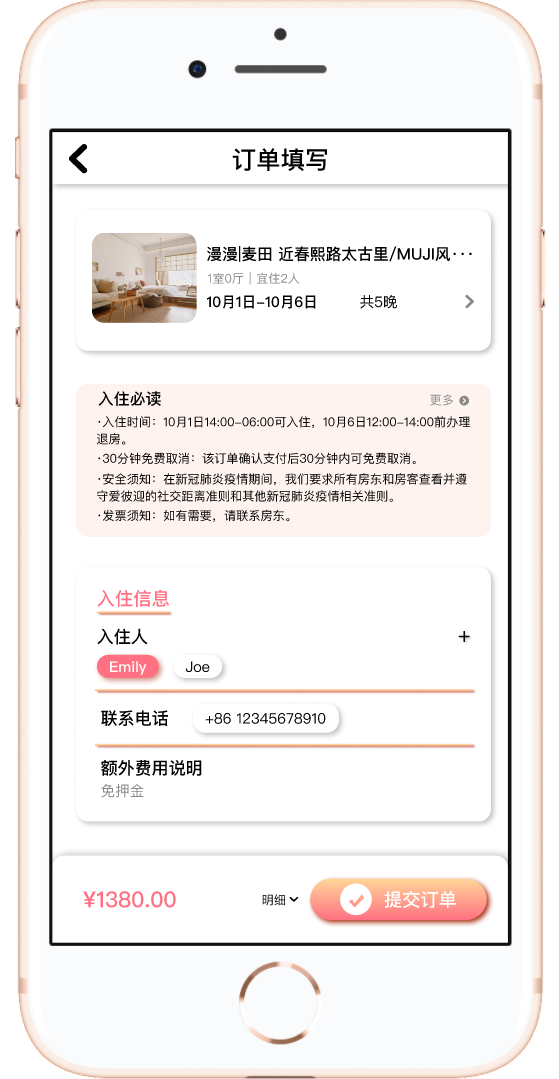 订单填写
漫漫|麦田 近春熙路太古里/MUJI风···
1室0厅｜宜住2人
10月1日-10月6日 共5晚
入住必读 更多
·入住时间：10月1日14:00-06:00可入住，10月6日12:00-14:00前办理
退房。
·30分钟免费取消：该订单确认支付后30分钟内可免费取消。
·安全须知：在新冠肺炎疫情期间，我们要求所有房东和房客查看并遵
守爱彼迎的社交距离准则和其他新冠肺炎疫情相关准则。
·发票须知：如有需要，请联系房东。
入住信息
入住人 +
Emily Joe
联系电话 +86 12345678910
额外费用说明
免押金
¥1380.00 明细 提交订单